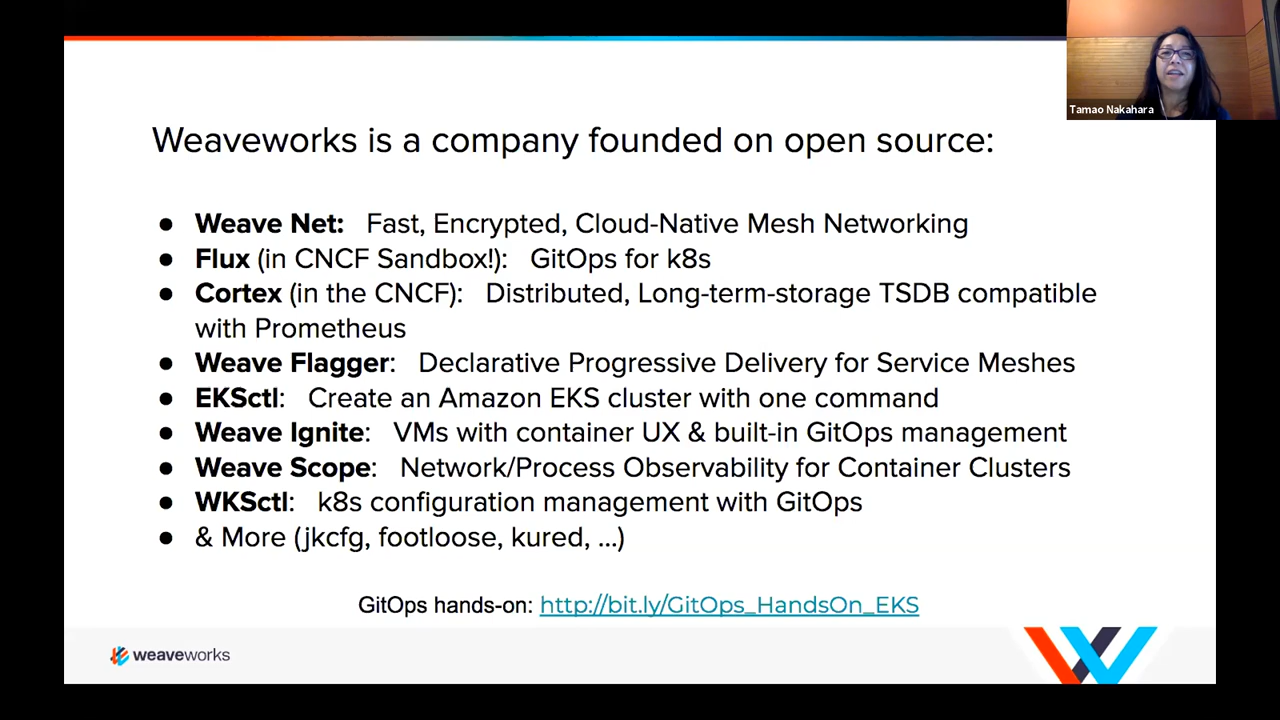 Tamao Nakahara
Weaveworks is a company founded on open source:
● Weave Net: Fast, Encrypted, Cloud-Native Mesh Networking
● Flux (in CNCF Sandbox!): GitOps for k8s
● Cortex (in the CNCF): Distributed, Long-term-storage TSDB compatible
with Prometheus
● Weave Flagger: Declarative Progressive Delivery for Service Meshes
● EKSctl: Create an Amazon EKS cluster with one command
● Weave Ignite: VMs with container UX & built-in GitOps management
● Weave Scope: Network/Process Observability for Container Clusters
● WKSctl: k8s configuration management with GitOps
● & More (jkcfg, footloose, kured, ...)
GitOps hands-on: http://bit.ly/GitOps_HandsOn_EKS
weaveworks